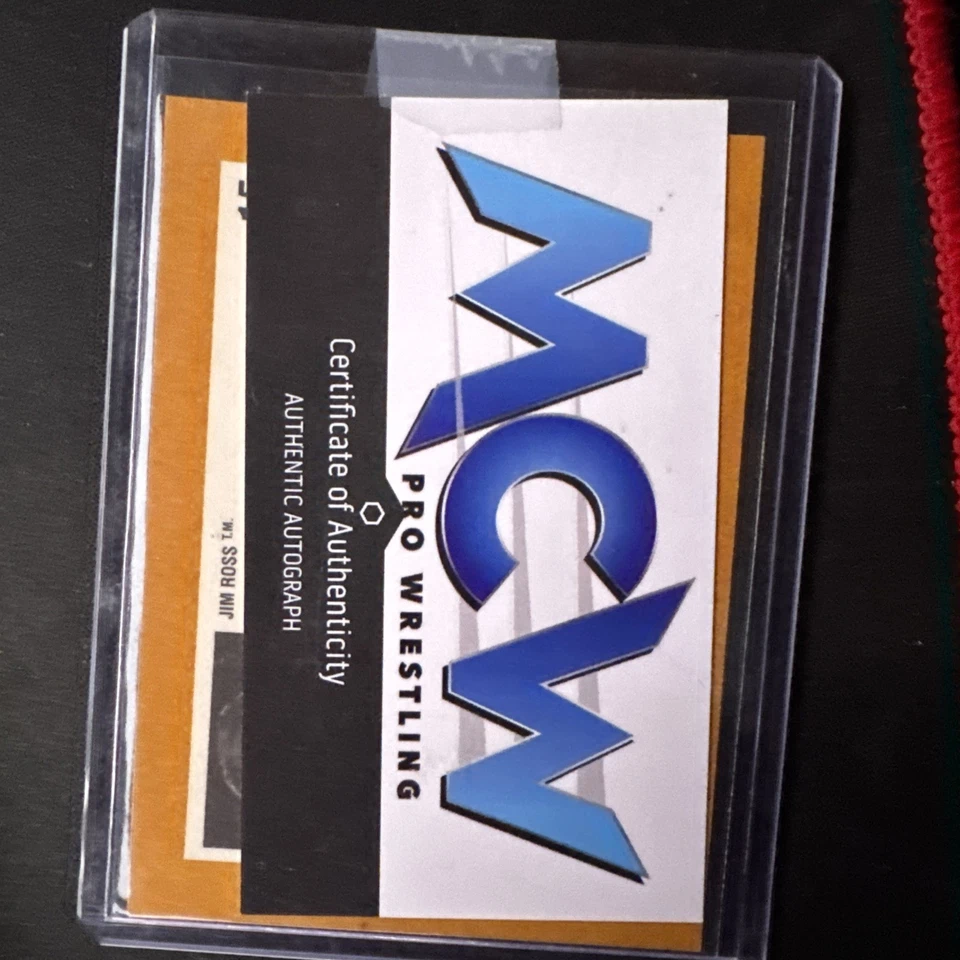 MCW
PRO WRESTLING
Certificate of Authenticity
AUTHENTIC AUTOGRAPH
JIM ROSS T.M.